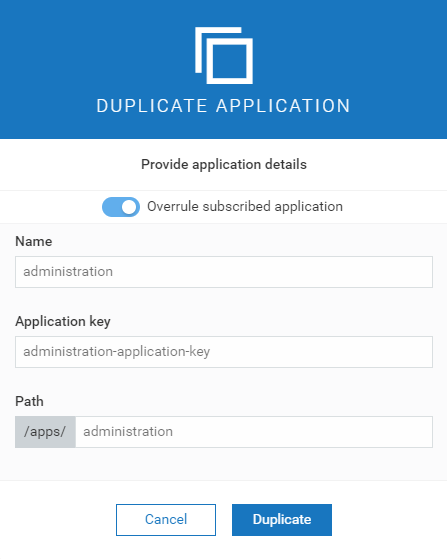 DUPLICATE APPLICATION
Provide application details
Overrule subscribed application
Name
administration
Application key
administration-application-key
Path
/apps/ administration
Cancel Duplicate